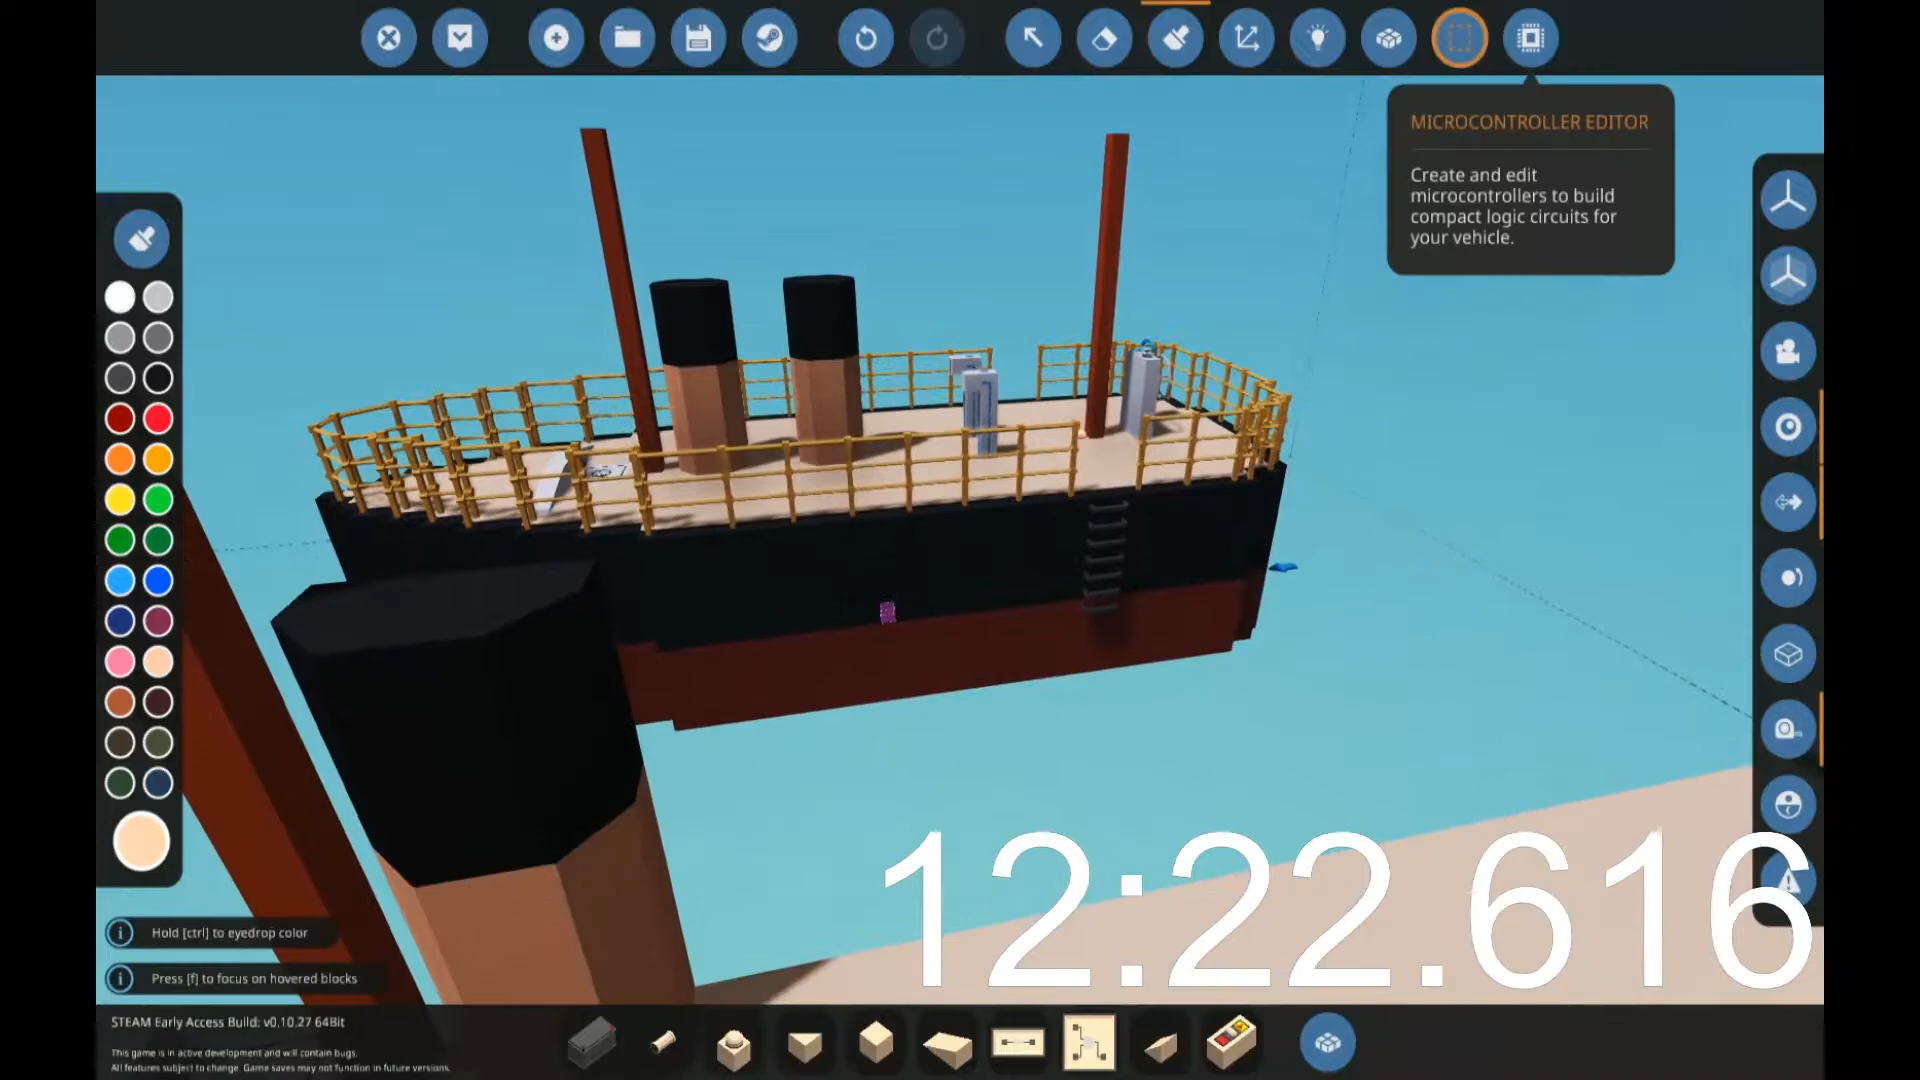 MICROCONTROLLER EDITOR
Create and edit
microcontrollers to build
compact logic circuits for
your vehicle.
12:22.616
Hold [ctrl] to eyedrop color
Press [f] to focus on hovered blocks
STEAM Early Access Build: v0.10.27 64Bit
This game is in active development and will contain bugs.
All features subject to change. Game saves may not function in future versions.